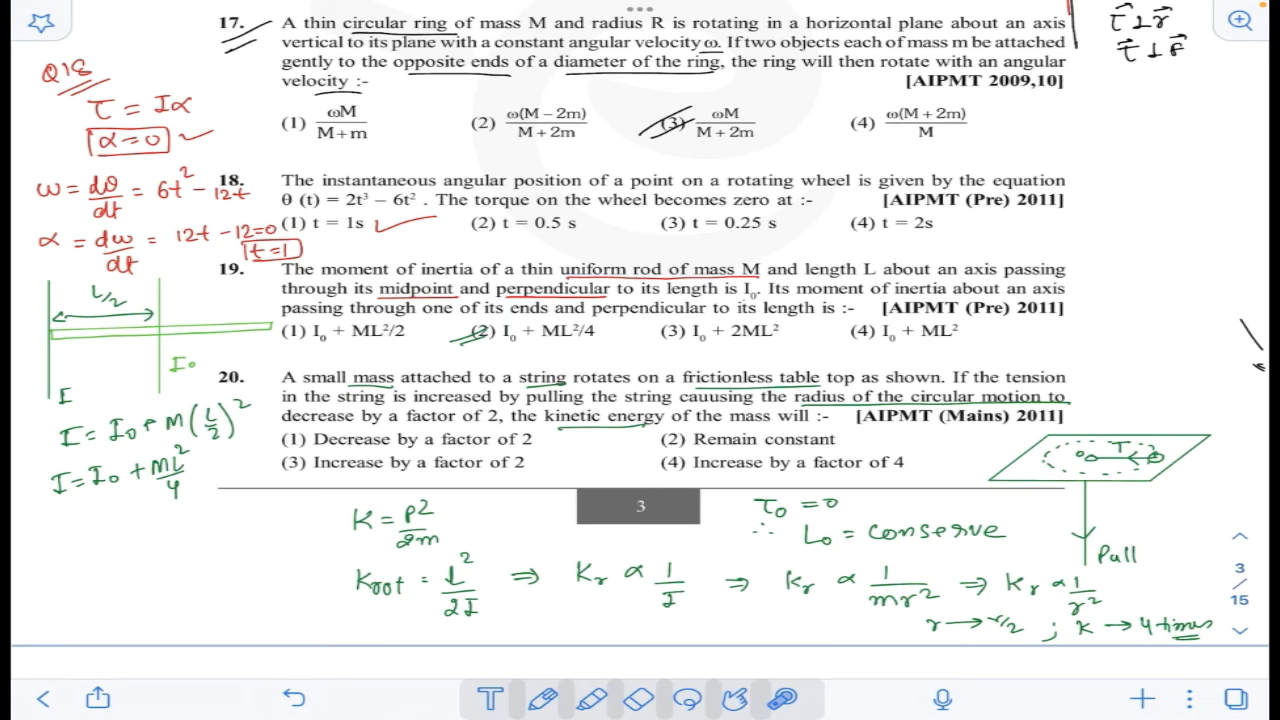 17. A thin circular ring of mass M and radius R is rotating in a horizontal plane about an axis
vertical to its plane with a constant angular velocity ω. If two objects each of mass m be attached
gently to the opposite ends of a diameter of the ring, the ring will then rotate with an angular
velocity :- [AIPMT 2009,10]
(1) ωM / M+m (2) ω(M − 2m) / M + 2m (3) ωM / M + 2m (4) ω(M + 2m) / M
τ⃗ ⊥ r⃗
τ⃗ ⊥ F⃗
Q18
τ = Iα
α = 0
ω = dθ/dt = 6t² − 12t
α = dω/dt = 12t − 12 = 0
t = 1
18. The instantaneous angular position of a point on a rotating wheel is given by the equation
θ (t) = 2t³ – 6t² . The torque on the wheel becomes zero at :- [AIPMT (Pre) 2011]
(1) t = 1s (2) t = 0.5 s (3) t = 0.25 s (4) t = 2s
19. The moment of inertia of a thin uniform rod of mass M and length L about an axis passing
through its midpoint and perpendicular to its length is I₀. Its moment of inertia about an axis
passing through one of its ends and perpendicular to its length is :- [AIPMT (Pre) 2011]
(1) I₀ + ML²/2 (2) I₀ + ML²/4 (3) I₀ + 2ML² (4) I₀ + ML²
L/2
I₀
I
I = I₀ + M(L/2)²
I = I₀ + ML²/4
20. A small mass attached to a string rotates on a frictionless table top as shown. If the tension
in the string is increased by pulling the string cauusing the radius of the circular motion to
decrease by a factor of 2, the kinetic energy of the mass will :- [AIPMT (Mains) 2011]
(1) Decrease by a factor of 2 (2) Remain constant
(3) Increase by a factor of 2 (4) Increase by a factor of 4
o T
Pull
3
K = P²/2m
τ₀ = 0
∴ L₀ = conserve
Kroot = L²/2I ⇒ Kr ∝ 1/I ⇒ Kr ∝ 1/mr² ⇒ Kr ∝ 1/r²
r → r/2 ; K → 4 times
3
/
15
T